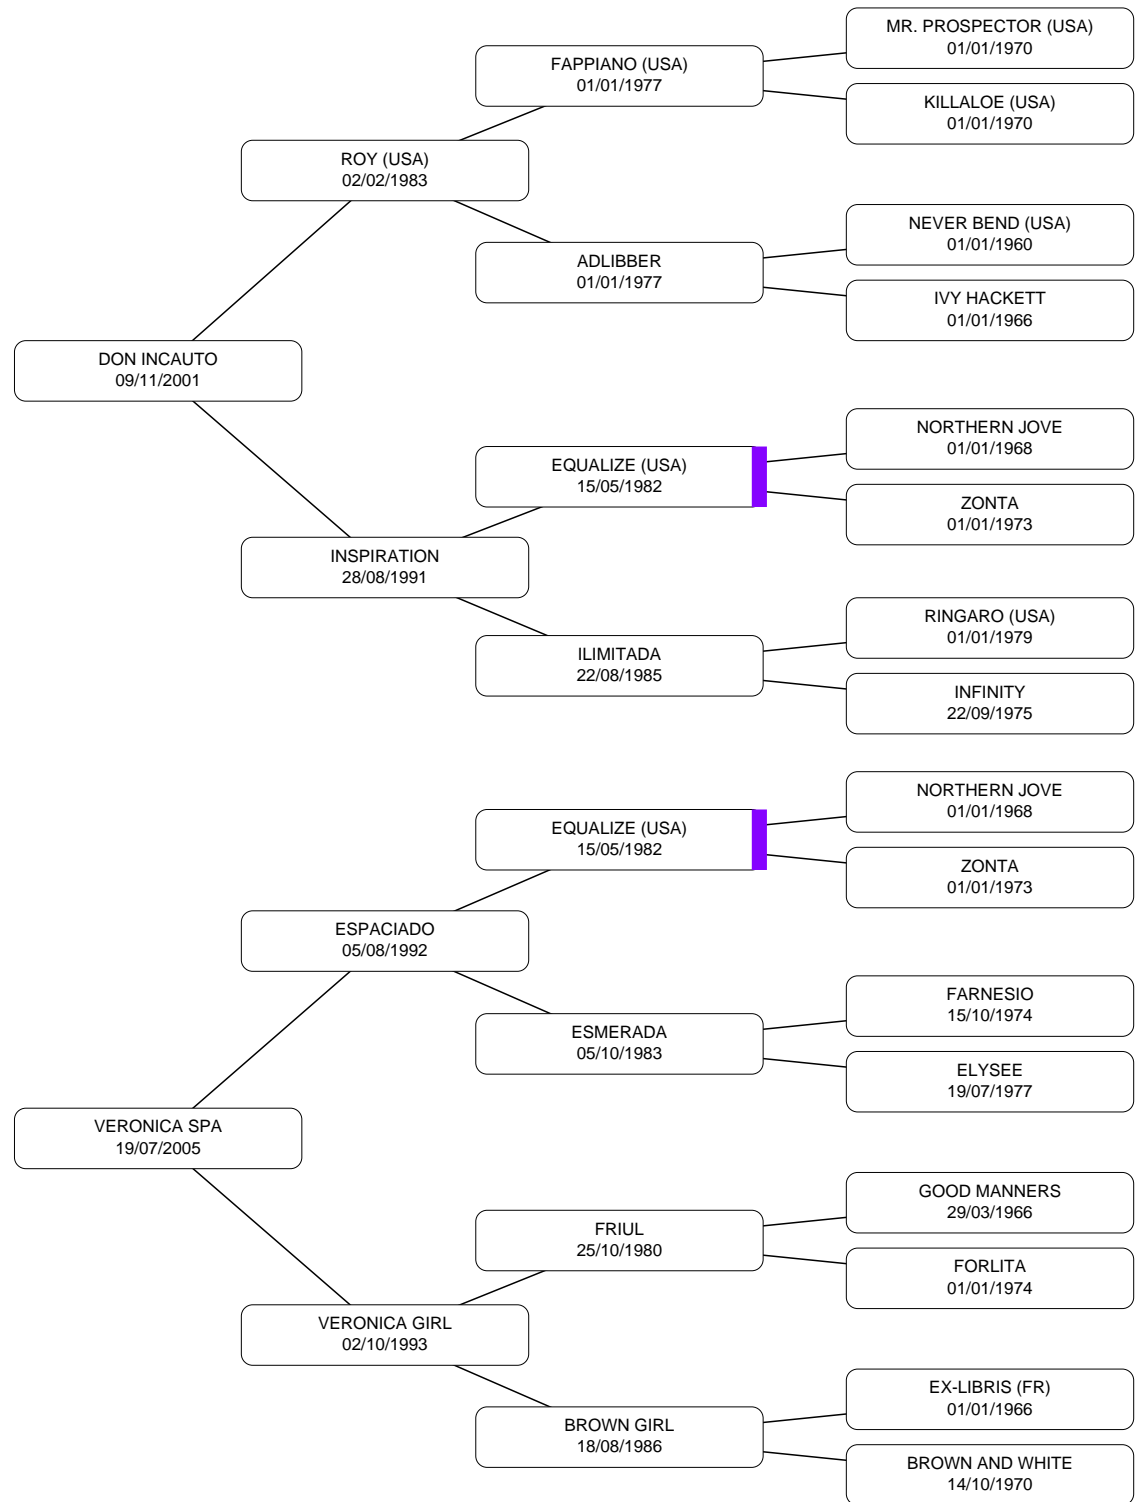 MR. PROSPECTOR (USA)
01/01/1970
FAPPIANO (USA)
01/01/1977
KILLALOE (USA)
01/01/1970
ROY (USA)
02/02/1983
NEVER BEND (USA)
01/01/1960
ADLIBBER
01/01/1977
IVY HACKETT
01/01/1966
DON INCAUTO
09/11/2001
NORTHERN JOVE
01/01/1968
EQUALIZE (USA)
15/05/1982
ZONTA
01/01/1973
INSPIRATION
28/08/1991
RINGARO (USA)
01/01/1979
ILIMITADA
22/08/1985
INFINITY
22/09/1975
NORTHERN JOVE
01/01/1968
EQUALIZE (USA)
15/05/1982
ZONTA
01/01/1973
ESPACIADO
05/08/1992
FARNESIO
15/10/1974
ESMERADA
05/10/1983
ELYSEE
19/07/1977
VERONICA SPA
19/07/2005
GOOD MANNERS
29/03/1966
FRIUL
25/10/1980
FORLITA
01/01/1974
VERONICA GIRL
02/10/1993
EX-LIBRIS (FR)
01/01/1966
BROWN GIRL
18/08/1986
BROWN AND WHITE
14/10/1970